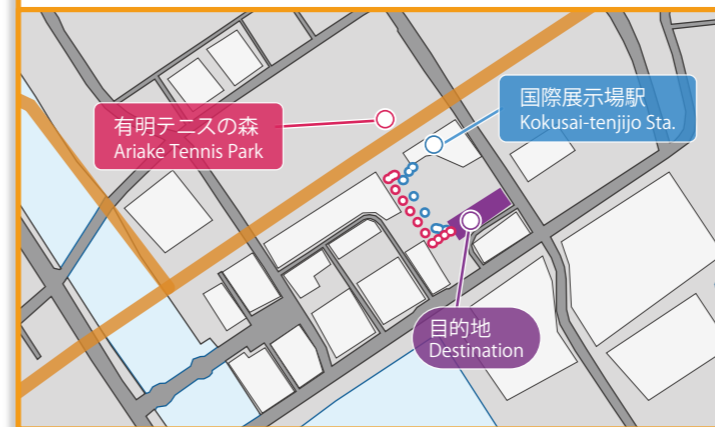 有明テニスの森
Ariake Tennis Park
国際展示場駅
Kokusai-tenjijo Sta.
目的地
Destination